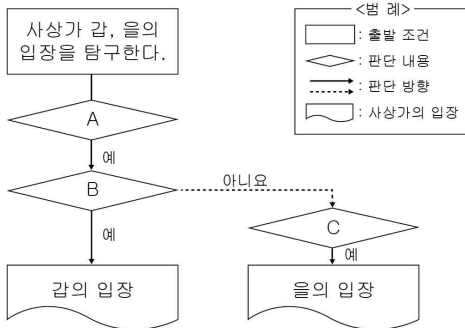 사상가 갑, 을의
입장을 탐구한다.
<범 례>
: 출발 조건
: 판단 내용
: 판단 방향
: 사상가의 입장
A
예
B
아니요
예
C
예
갑의 입장
을의 입장